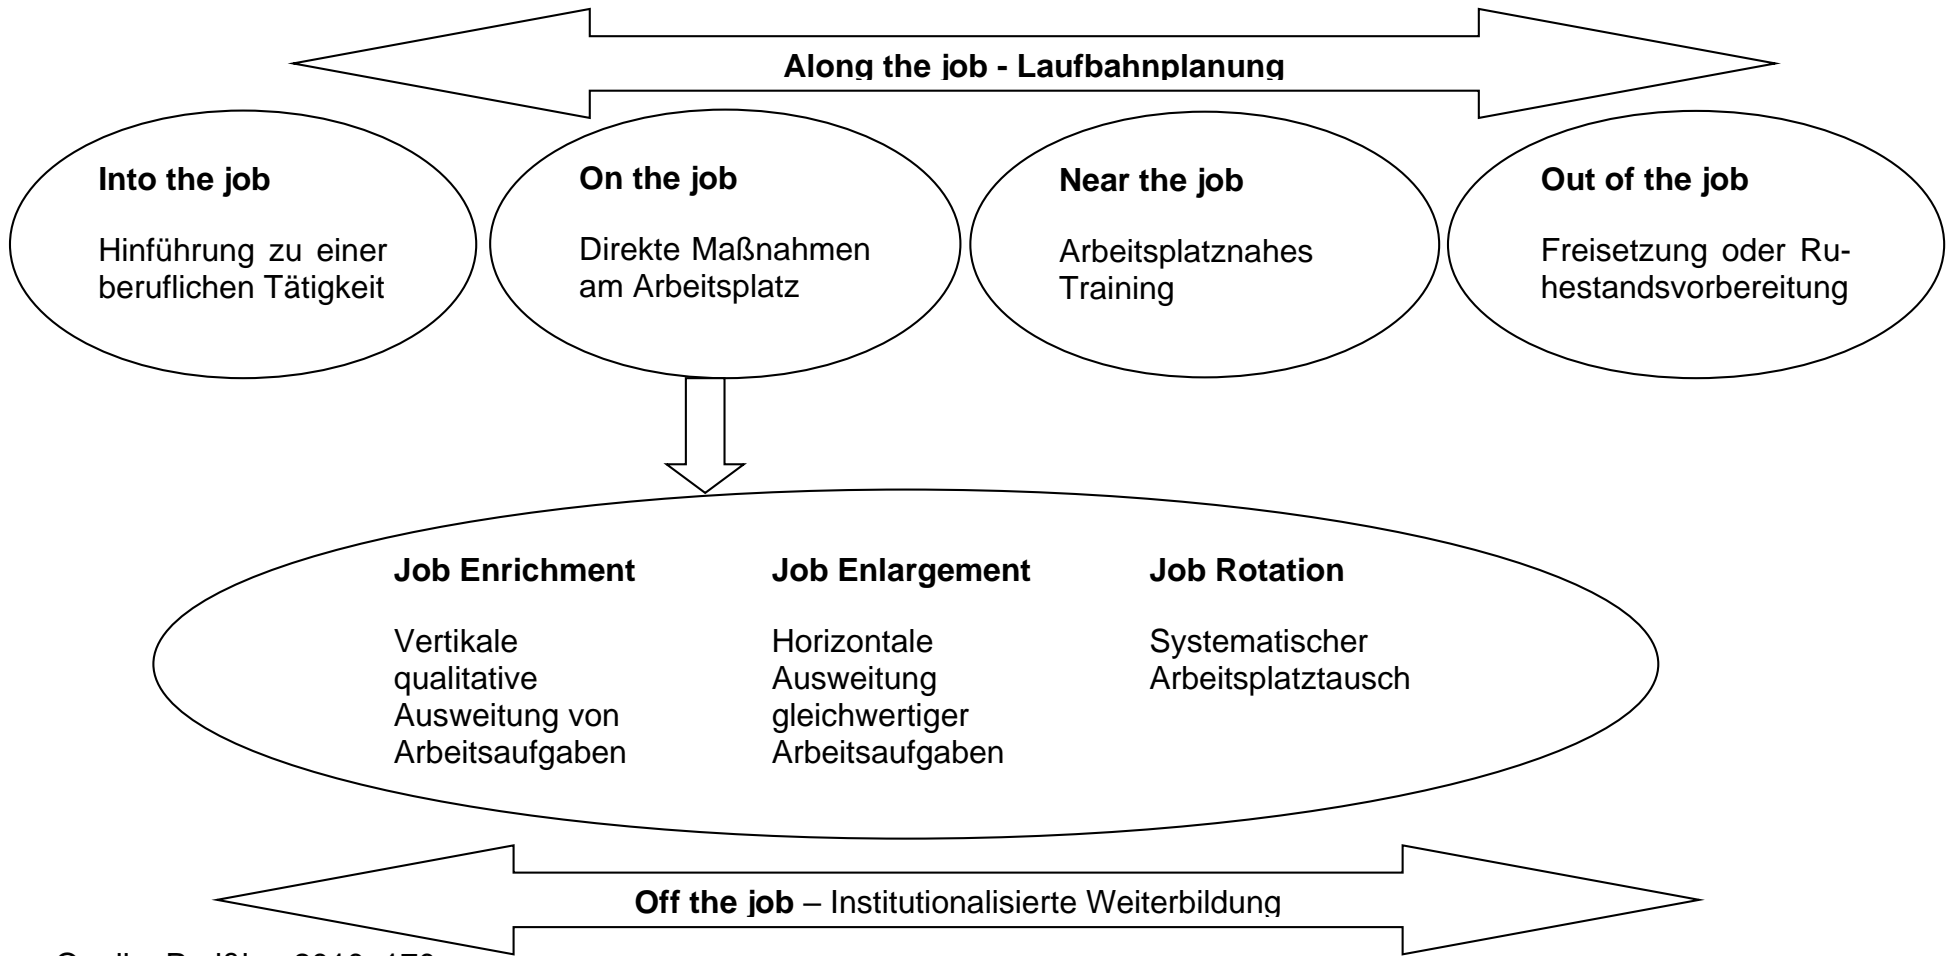 Along the job - Laufbahnplanung
Into the job
Hinführung zu einer
beruflichen Tätigkeit
On the job
Direkte Maßnahmen
am Arbeitsplatz
Near the job
Arbeitsplatznahes
Training
Out of the job
Freisetzung oder Ru-
hestandsvorbereitung
Job Enrichment
Vertikale
qualitative
Ausweitung von
Arbeitsaufgaben
Job Enlargement
Horizontale
Ausweitung
gleichwertiger
Arbeitsaufgaben
Job Rotation
Systematischer
Arbeitsplatztausch
Off the job – Institutionalisierte Weiterbildung